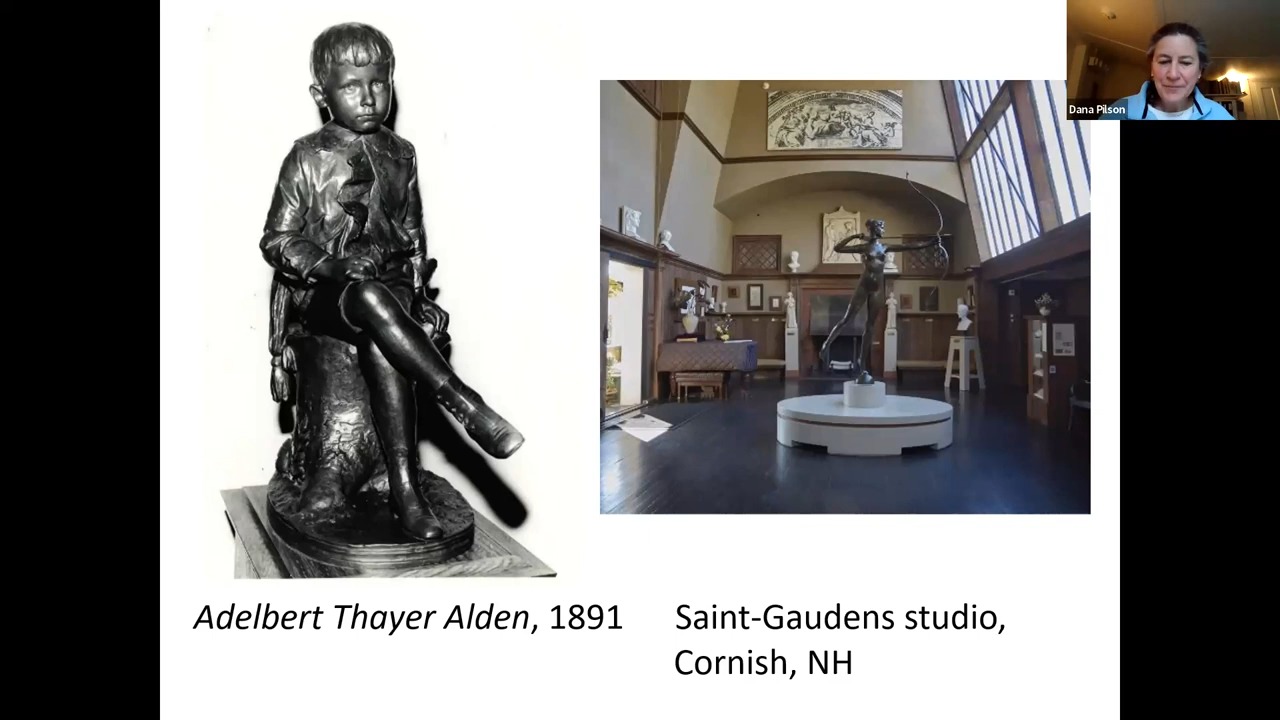 Dana Pilson
Adelbert Thayer Alden, 1891
Saint-Gaudens studio,
Cornish, NH